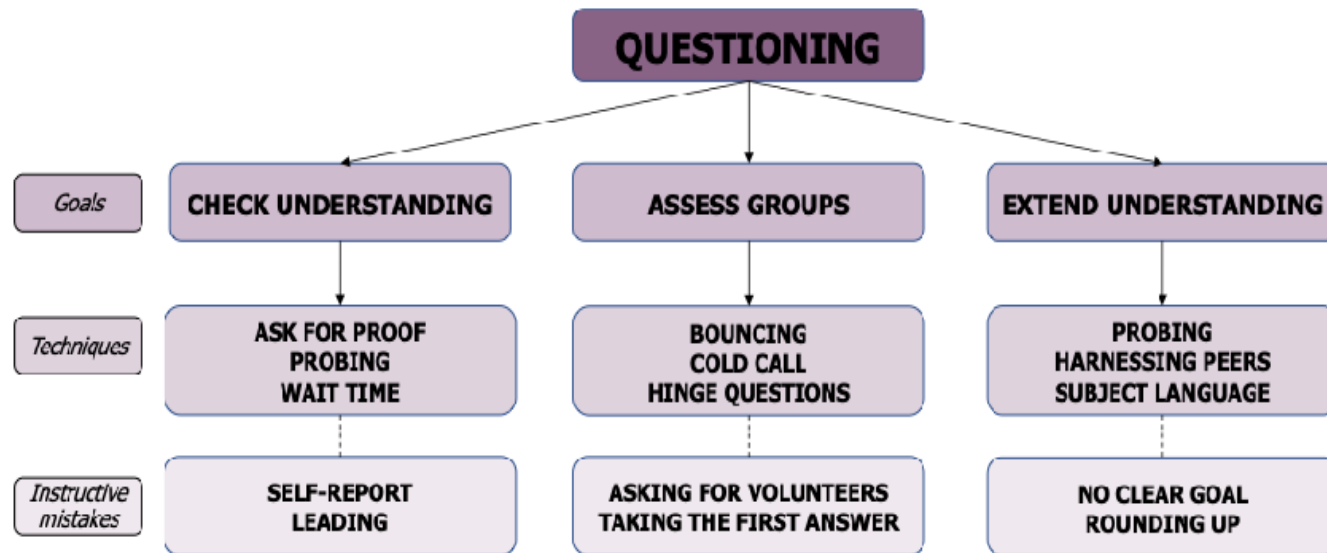 QUESTIONING
Goals
CHECK UNDERSTANDING
ASSESS GROUPS
EXTEND UNDERSTANDING
Techniques
ASK FOR PROOF
PROBING
WAIT TIME
BOUNCING
COLD CALL
HINGE QUESTIONS
PROBING
HARNESSING PEERS
SUBJECT LANGUAGE
Instructive
mistakes
SELF-REPORT
LEADING
ASKING FOR VOLUNTEERS
TAKING THE FIRST ANSWER
NO CLEAR GOAL
ROUNDING UP